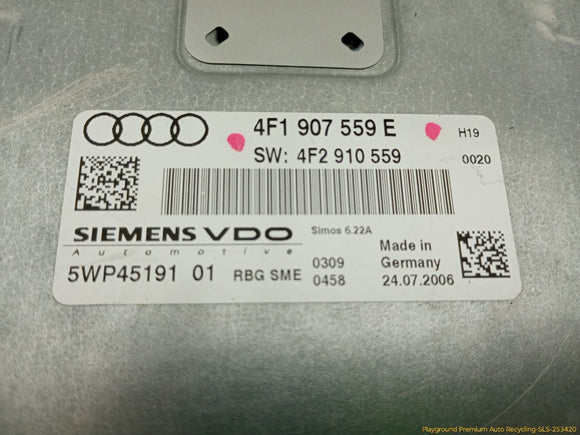 4F1 907 559 E
H19
SW: 4F2 910 559
0020
SIEMENS VDO
Automotive
Simos 6.22A
5WP45191 01
RBG SME
0309
0458
Made in
Germany
24.07.2006
Playground Premium Auto Recycling-SLS-253420